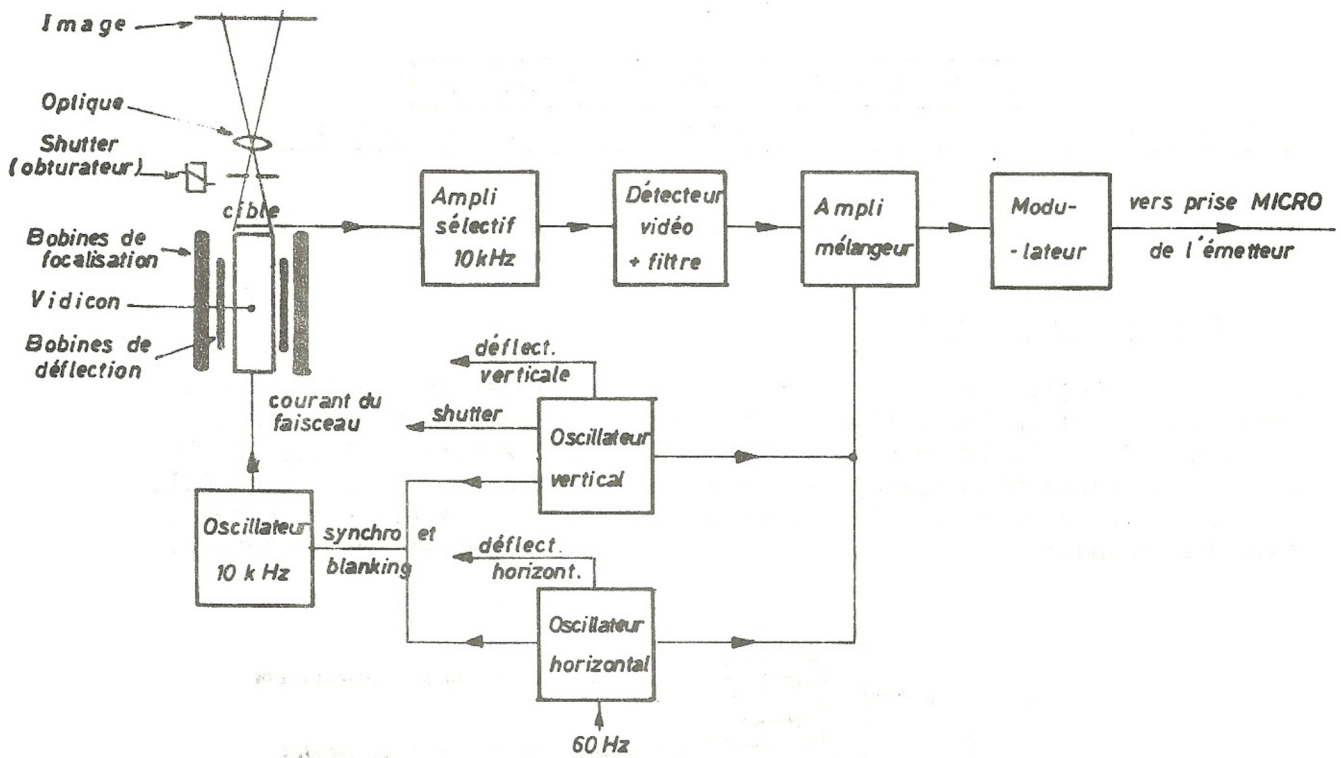 Image
Optique
Shutter
(obturateur)
cible
Bobines de
focalisation
Vidicon
Bobines de
déflection
courant du
faisceau
Ampli
sélectif
10kHz
Détecteur
vidéo
+ filtre
Ampli
mélangeur
Modu-
-lateur
vers prise MICRO
de l'émetteur
déflect.
verticale
shutter
Oscillateur
vertical
Oscillateur
10 k Hz
synchro et
blanking
déflect.
horizont.
Oscillateur
horizontal
60 Hz